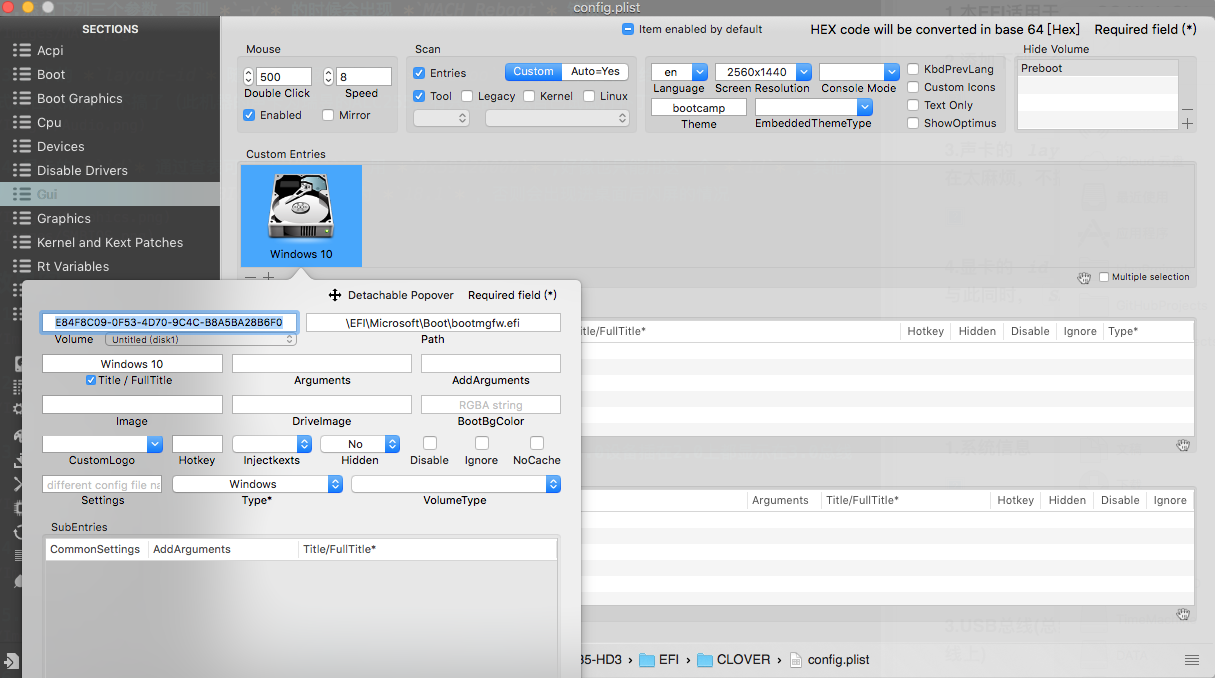 config.plist
SECTIONS
Acpi
Boot
Boot Graphics
Cpu
Devices
Disable Drivers
Gui
Graphics
Kernel and Kext Patches
Rt Variables
Item enabled by default
HEX code will be converted in base 64 [Hex]
Required field (*)
Mouse
500
8
Double Click
Speed
Enabled
Mirror
Scan
Entries
Custom
Auto=Yes
Tool
Legacy
Kernel
Linux
en
2560x1440
Language
Screen Resolution
Console Mode
bootcamp
Theme
EmbeddedThemeType
KbdPrevLang
Custom Icons
Text Only
ShowOptimus
Hide Volume
Preboot
Custom Entries
Windows 10
Multiple selection
Detachable Popover
Required field (*)
E84F8C09-0F53-4D70-9C4C-B8A5BA28B6F0
\EFI\Microsoft\Boot\bootmgfw.efi
Volume
Untitled (disk1)
Path
Windows 10
Title / FullTitle
Arguments
AddArguments
RGBA string
Image
DriveImage
BootBgColor
No
CustomLogo
Hotkey
Injectkexts
Hidden
Disable
Ignore
NoCache
different config file na
Windows
Settings
Type*
VolumeType
SubEntries
CommonSettings
AddArguments
Title/FullTitle*
itle/FullTitle*
Hotkey
Hidden
Disable
Ignore
Type*
Arguments
Title/FullTitle*
Hotkey
Hidden
Disable
Ignore
35-HD3 › EFI › CLOVER › config.plist